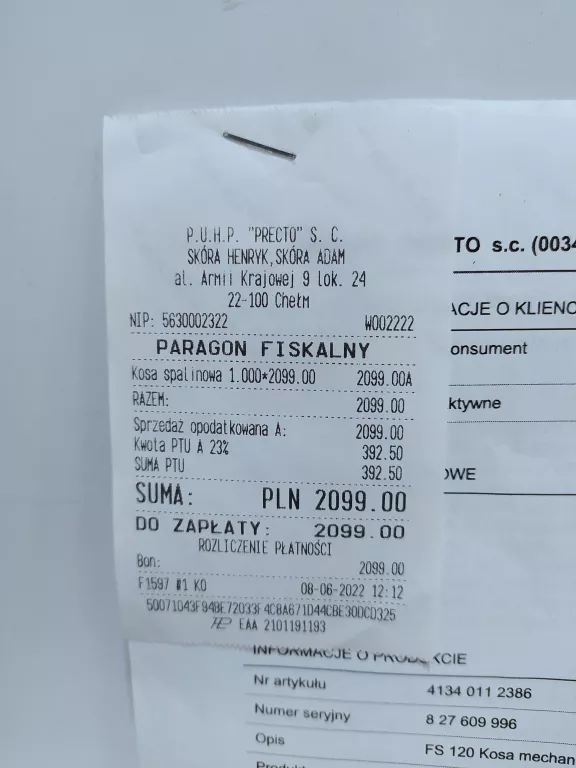 P.U.H.P. "PRECTO" S. C.
SKÓRA HENRYK, SKÓRA ADAM
al. Armii Krajowej 9 lok. 24
22-100 Chełm
NIP: 5630002322 W002222
PARAGON FISKALNY
Kosa spalinowa 1.000*2099.00 2099.00A
RAZEM: 2099.00
Sprzedaż opodatkowana A: 2099.00
Kwota PTU A 23% 392.50
SUMA PTU 392.50
SUMA: PLN 2099.00
DO ZAPŁATY: 2099.00
ROZLICZENIE PŁATNOŚCI
Bon: 2099.00
F1597 #1 KO 08-06-2022 12:12
50071043F94BE72033F4C8A671D44CBE30DCD325
EAA 2101191193
TO s.c. (0034
ACJE O KLIENC
onsument
ktywne
OWE
INFORMACJE O PRODUKCIE
Nr artykułu 4134 011 2386
Numer seryjny 8 27 609 996
Opis FS 120 Kosa mechan